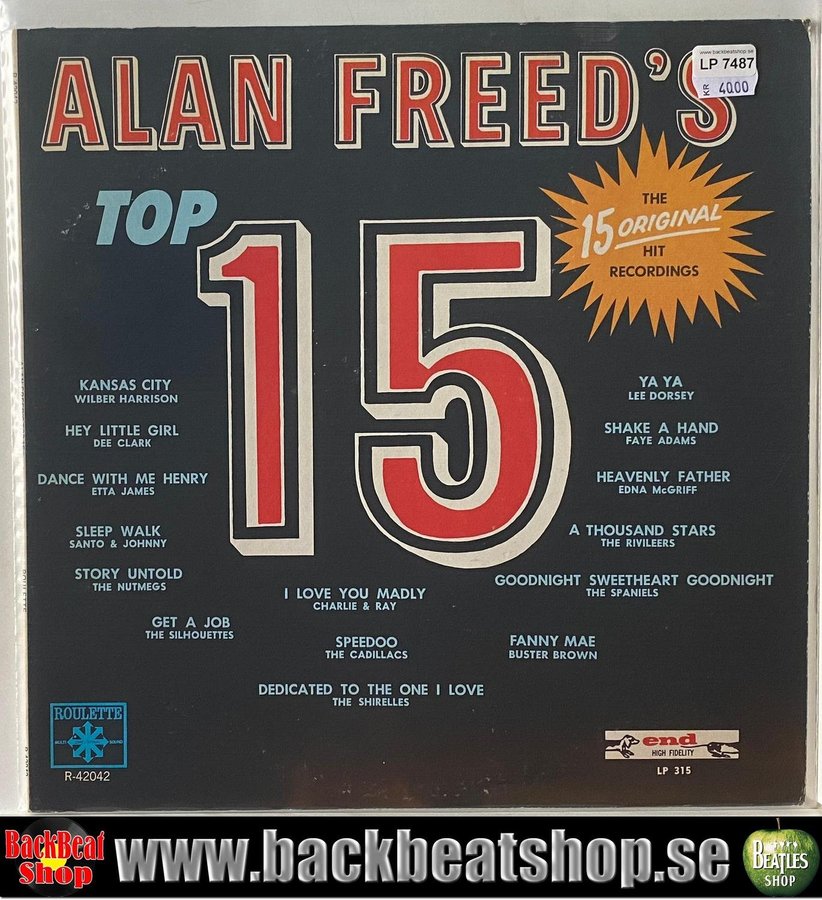 ALAN FREED'S
www.backbeatshop.se
LP 7487
KR 4000
TOP
15
THE
15 ORIGINAL
HIT
RECORDINGS
KANSAS CITY
WILBER HARRISON
HEY LITTLE GIRL
DEE CLARK
DANCE WITH ME HENRY
ETTA JAMES
SLEEP WALK
SANTO & JOHNNY
STORY UNTOLD
THE NUTMEGS
GET A JOB
THE SILHOUETTES
I LOVE YOU MADLY
CHARLIE & RAY
SPEEDOO
THE CADILLACS
DEDICATED TO THE ONE I LOVE
THE SHIRELLES
YA YA
LEE DORSEY
SHAKE A HAND
FAYE ADAMS
HEAVENLY FATHER
EDNA McGRIFF
A THOUSAND STARS
THE RIVILEERS
GOODNIGHT SWEETHEART GOODNIGHT
THE SPANIELS
FANNY MAE
BUSTER BROWN
ROULETTE
MULTI SOUND
R-42042
end
HIGH FIDELITY
LP 315
BackBeat
Shop
www.backbeatshop.se
BEATLES
SHOP